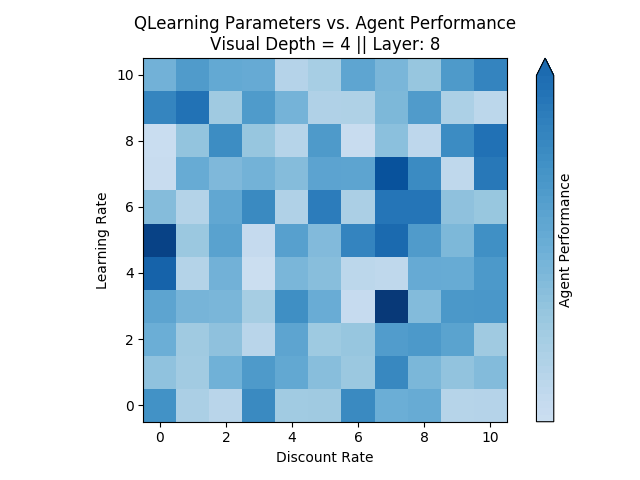 QLearning Parameters vs. Agent Performance
Visual Depth = 4 || Layer: 8
10
8
6
4
2
0
Learning Rate
0 2 4 6 8 10
Discount Rate
Agent Performance